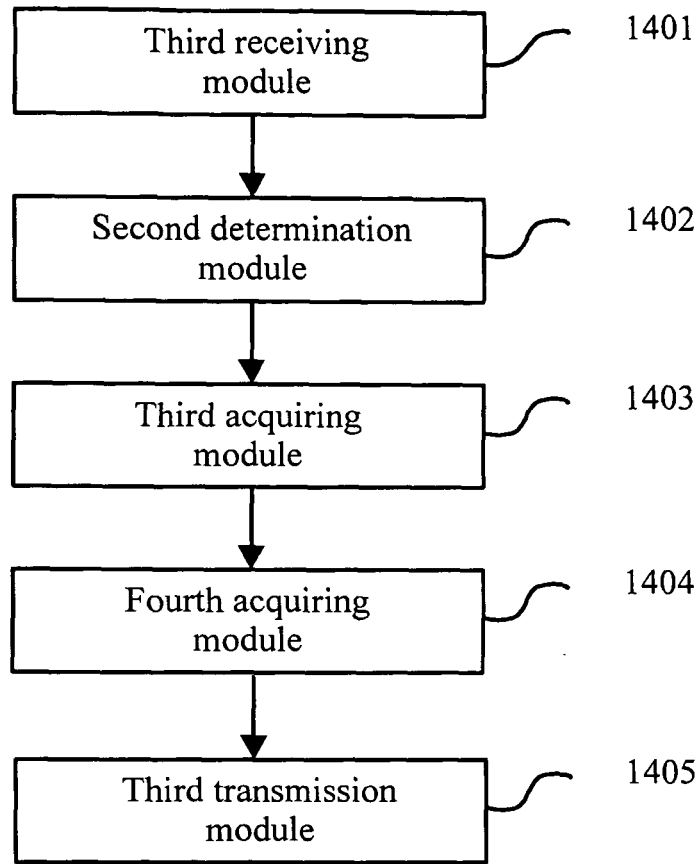 Third receiving
module
1401
Second determination
module
1402
Third acquiring
module
1403
Fourth acquiring
module
1404
Third transmission
module
1405